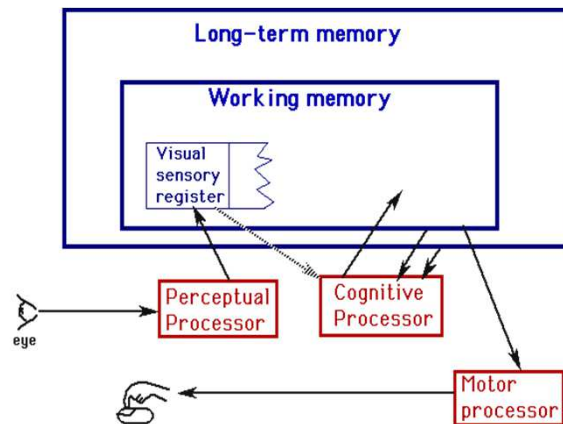 Long-term memory
Working memory
Visual
sensory
register
Perceptual
Processor
Cognitive
Processor
eye
Motor
processor